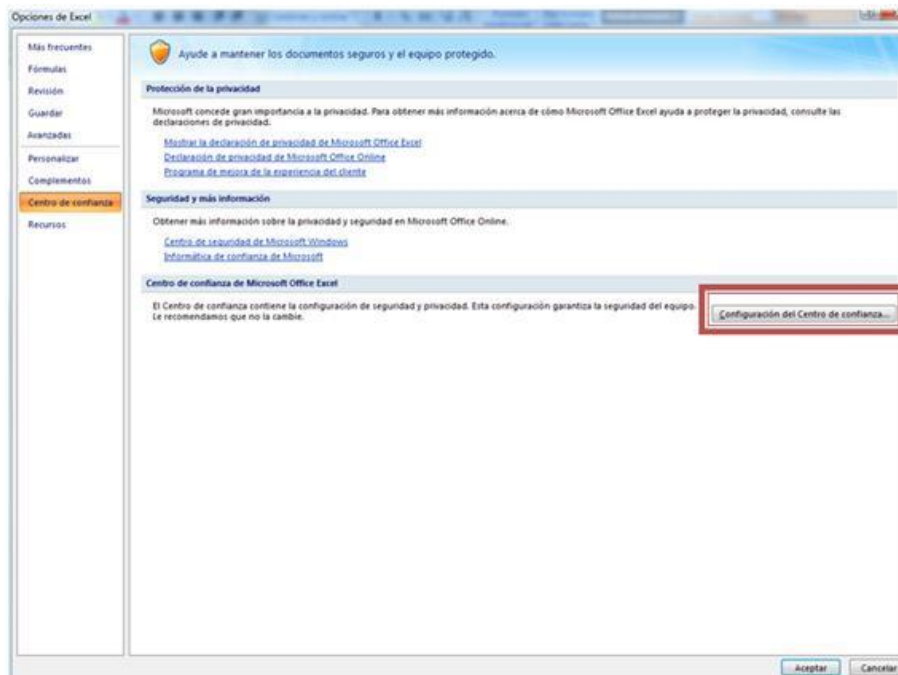 Opciones de Excel
Más frecuentes
Fórmulas
Revisión
Guardar
Avanzadas
Personalizar
Complementos
Centro de confianza
Recursos
Ayude a mantener los documentos seguros y el equipo protegido.
Protección de la privacidad
Microsoft concede gran importancia a la privacidad. Para obtener más información acerca de cómo Microsoft Office Excel ayuda a proteger la privacidad, consulte las
declaraciones de privacidad.
Mostrar la declaración de privacidad de Microsoft Office Excel
Declaración de privacidad de Microsoft Office Online
Programa de mejora de la experiencia del cliente
Seguridad y más información
Obtener más información sobre la privacidad y seguridad en Microsoft Office Online.
Centro de seguridad de Microsoft Windows
Informática de confianza de Microsoft
Centro de confianza de Microsoft Office Excel
El Centro de confianza contiene la configuración de seguridad y privacidad. Esta configuración garantiza la seguridad del equipo.
Le recomendamos que no la cambie.
Configuración del Centro de confianza...
Aceptar
Cancelar